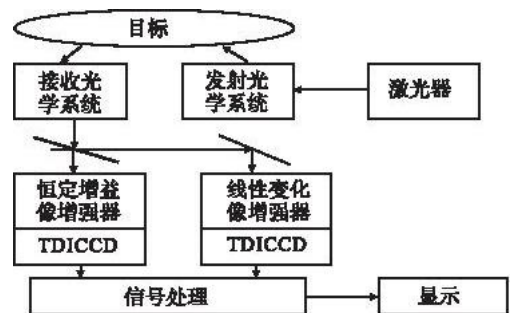 目标
接收光
学系统
发射光
学系统
激光器
恒定增益
像增强器
线性变化
像增强器
TDICCD
TDICCD
信号处理
显示